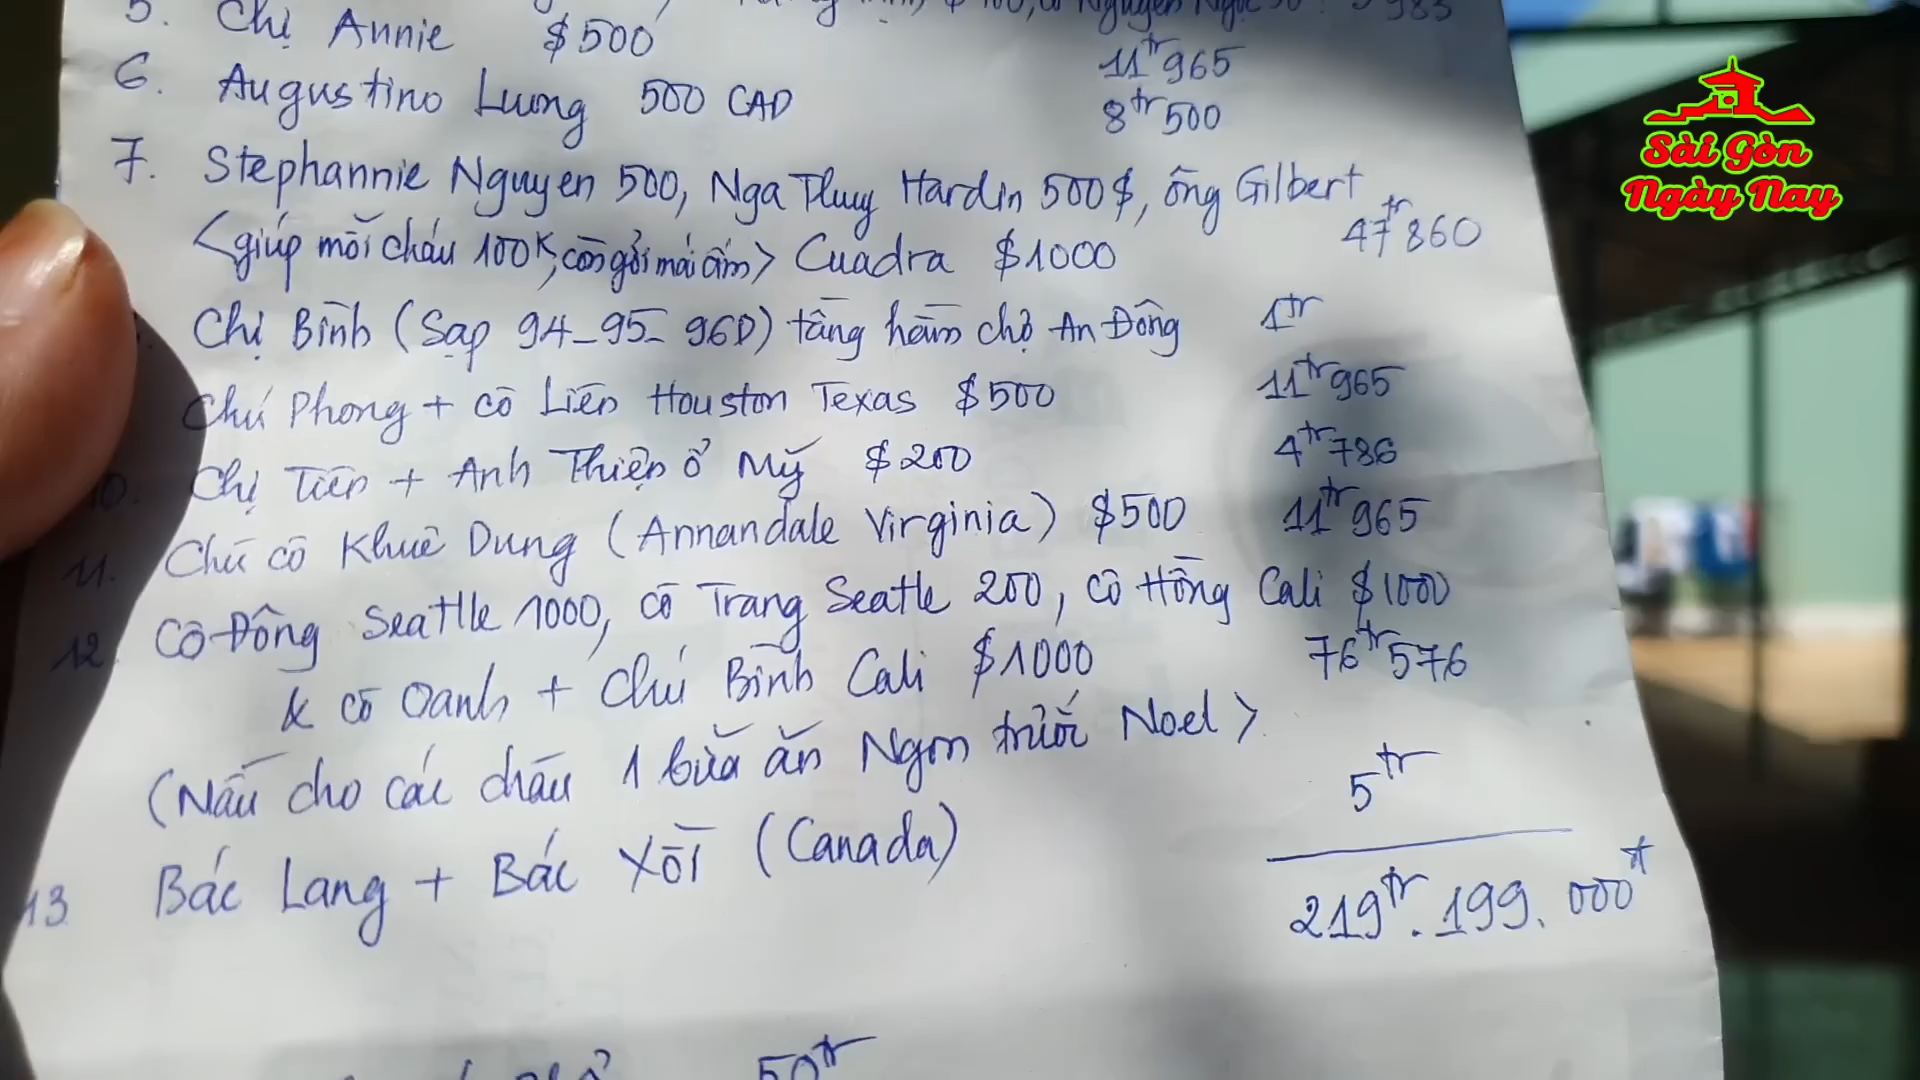 5. Chị Annie $500
11tr965
6. Augustino Lương 500 CAD 8tr500
7. Stephannie Nguyen 500, Nga Thuy Hardin 500$, ông Gilbert
<giúp mỗi cháu 100K, còn gởi mái ấm> Cuadra $1000 47tr860
Chị Bình (Sạp 94-95-96D) tầng hầm chợ An Đông 1tr
Chú Phong + cô Liên Houston Texas $500 11tr965
10. Chị Tiên + Anh Thiện ở Mỹ $200 4tr786
11. Chú cô Khuê Dung (Annandale Virginia) $500 11tr965
12. Cô Đông Seattle 1000, cô Trang Seatle 200, cô Hồng Cali $1000
& cô Oanh + Chú Bình Cali $1000 76tr576
(Nấu cho các cháu 1 bữa ăn Ngon trước Noel>
13. Bác Lang + Bác Xôi (Canada) 5tr
219tr.199.000đ
50tr
Sài Gòn
Ngày Nay